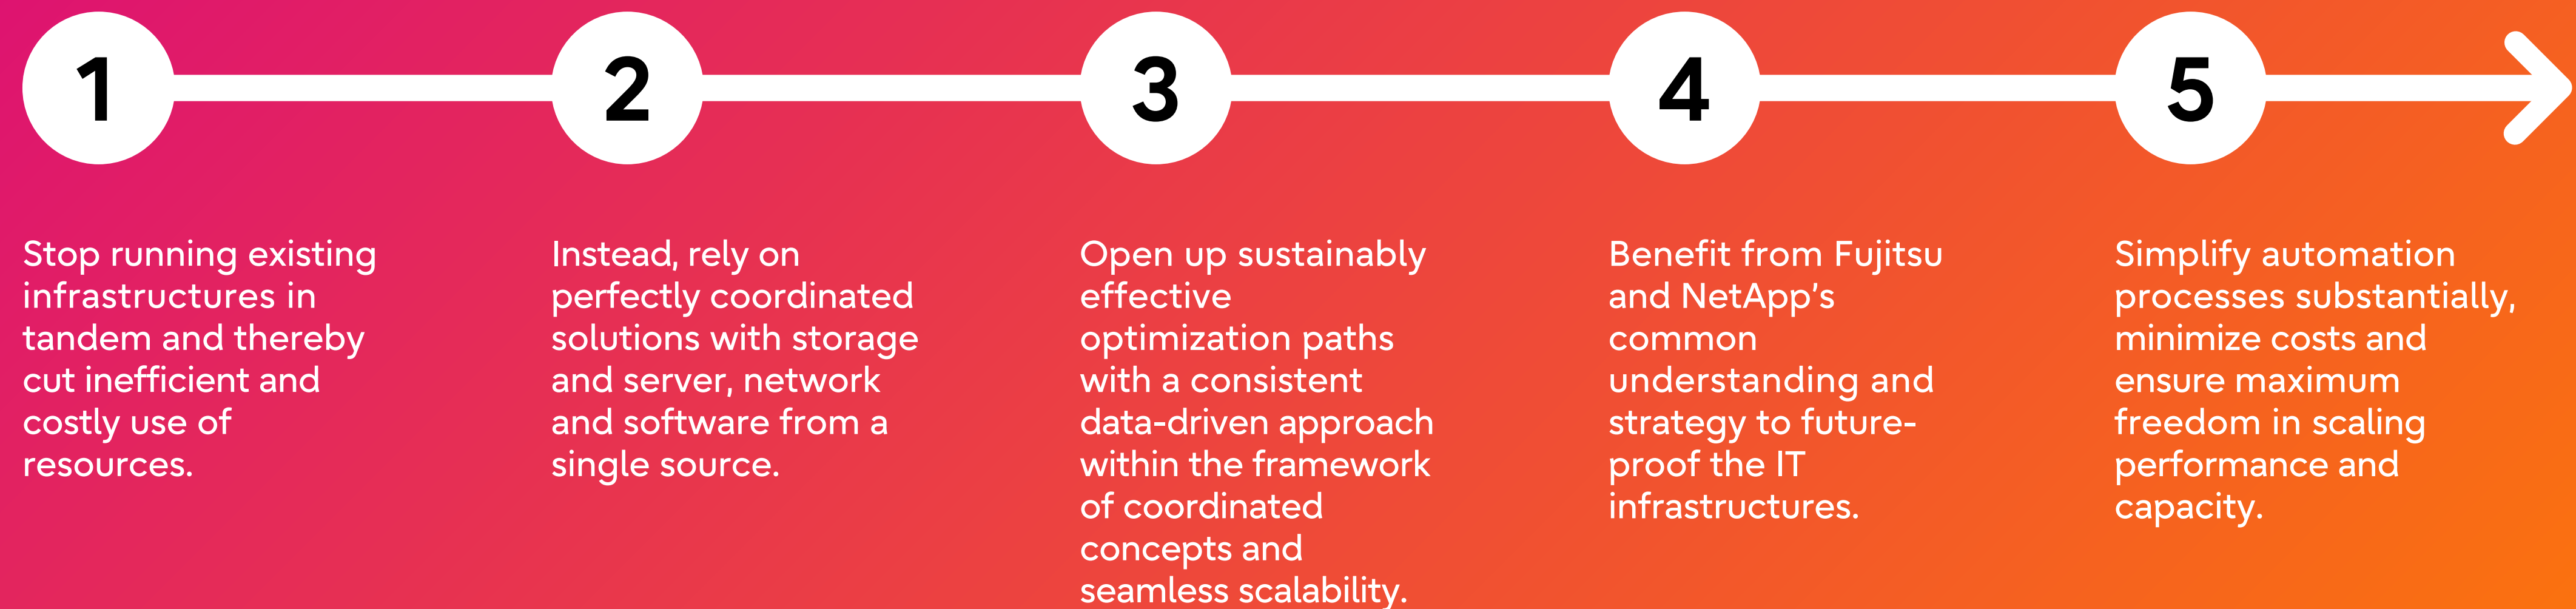 1
2
3
4
5
Stop running existing
infrastructures in
tandem and thereby
cut inefficient and
costly use of
resources.
Instead, rely on
perfectly coordinated
solutions with storage
and server, network
and software from a
single source.
Open up sustainably
effective
optimization paths
with a consistent
data-driven approach
within the framework
of coordinated
concepts and
seamless scalability.
Benefit from Fujitsu
and NetApp’s
common
understanding and
strategy to future-
proof the IT
infrastructures.
Simplify automation
processes substantially,
minimize costs and
ensure maximum
freedom in scaling
performance and
capacity.